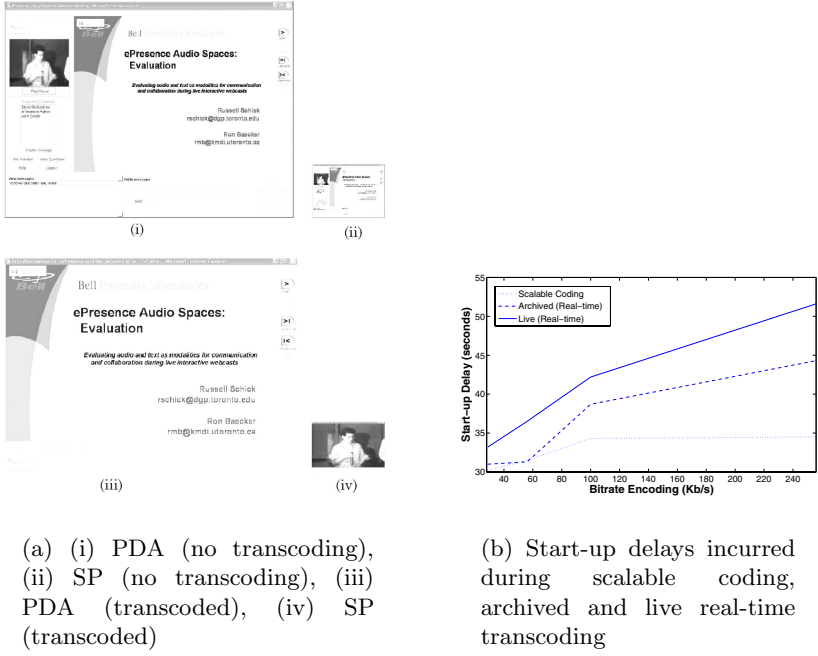 Bell University Laboratories
Bell
ePresence Audio Spaces:
Evaluation
Evaluating audio and text as modalities for communication
and collaboration during live interactive webcasts
Russell Schick
rschick@dgp.toronto.edu
Ron Baecker
rmb@kmdi.utoronto.ca
(i)
(ii)
Bell University Laboratories
Bell
ePresence Audio Spaces:
Evaluation
Evaluating audio and text as modalities for communication
and collaboration during live interactive webcasts
Russell Schick
rschick@dgp.toronto.edu
Ron Baecker
rmb@kmdi.utoronto.ca
(iii)
(iv)
55
50
45
40
35
30
Start−up Delay (seconds)
Scalable Coding
Archived (Real−time)
Live (Real−time)
40 60 80 100 120 140 160 180 200 220 240
Bitrate Encoding (Kb/s)
(a) (i) PDA (no transcoding),
(ii) SP (no transcoding), (iii)
PDA (transcoded), (iv) SP
(transcoded)
(b) Start-up delays incurred
during scalable coding,
archived and live real-time
transcoding